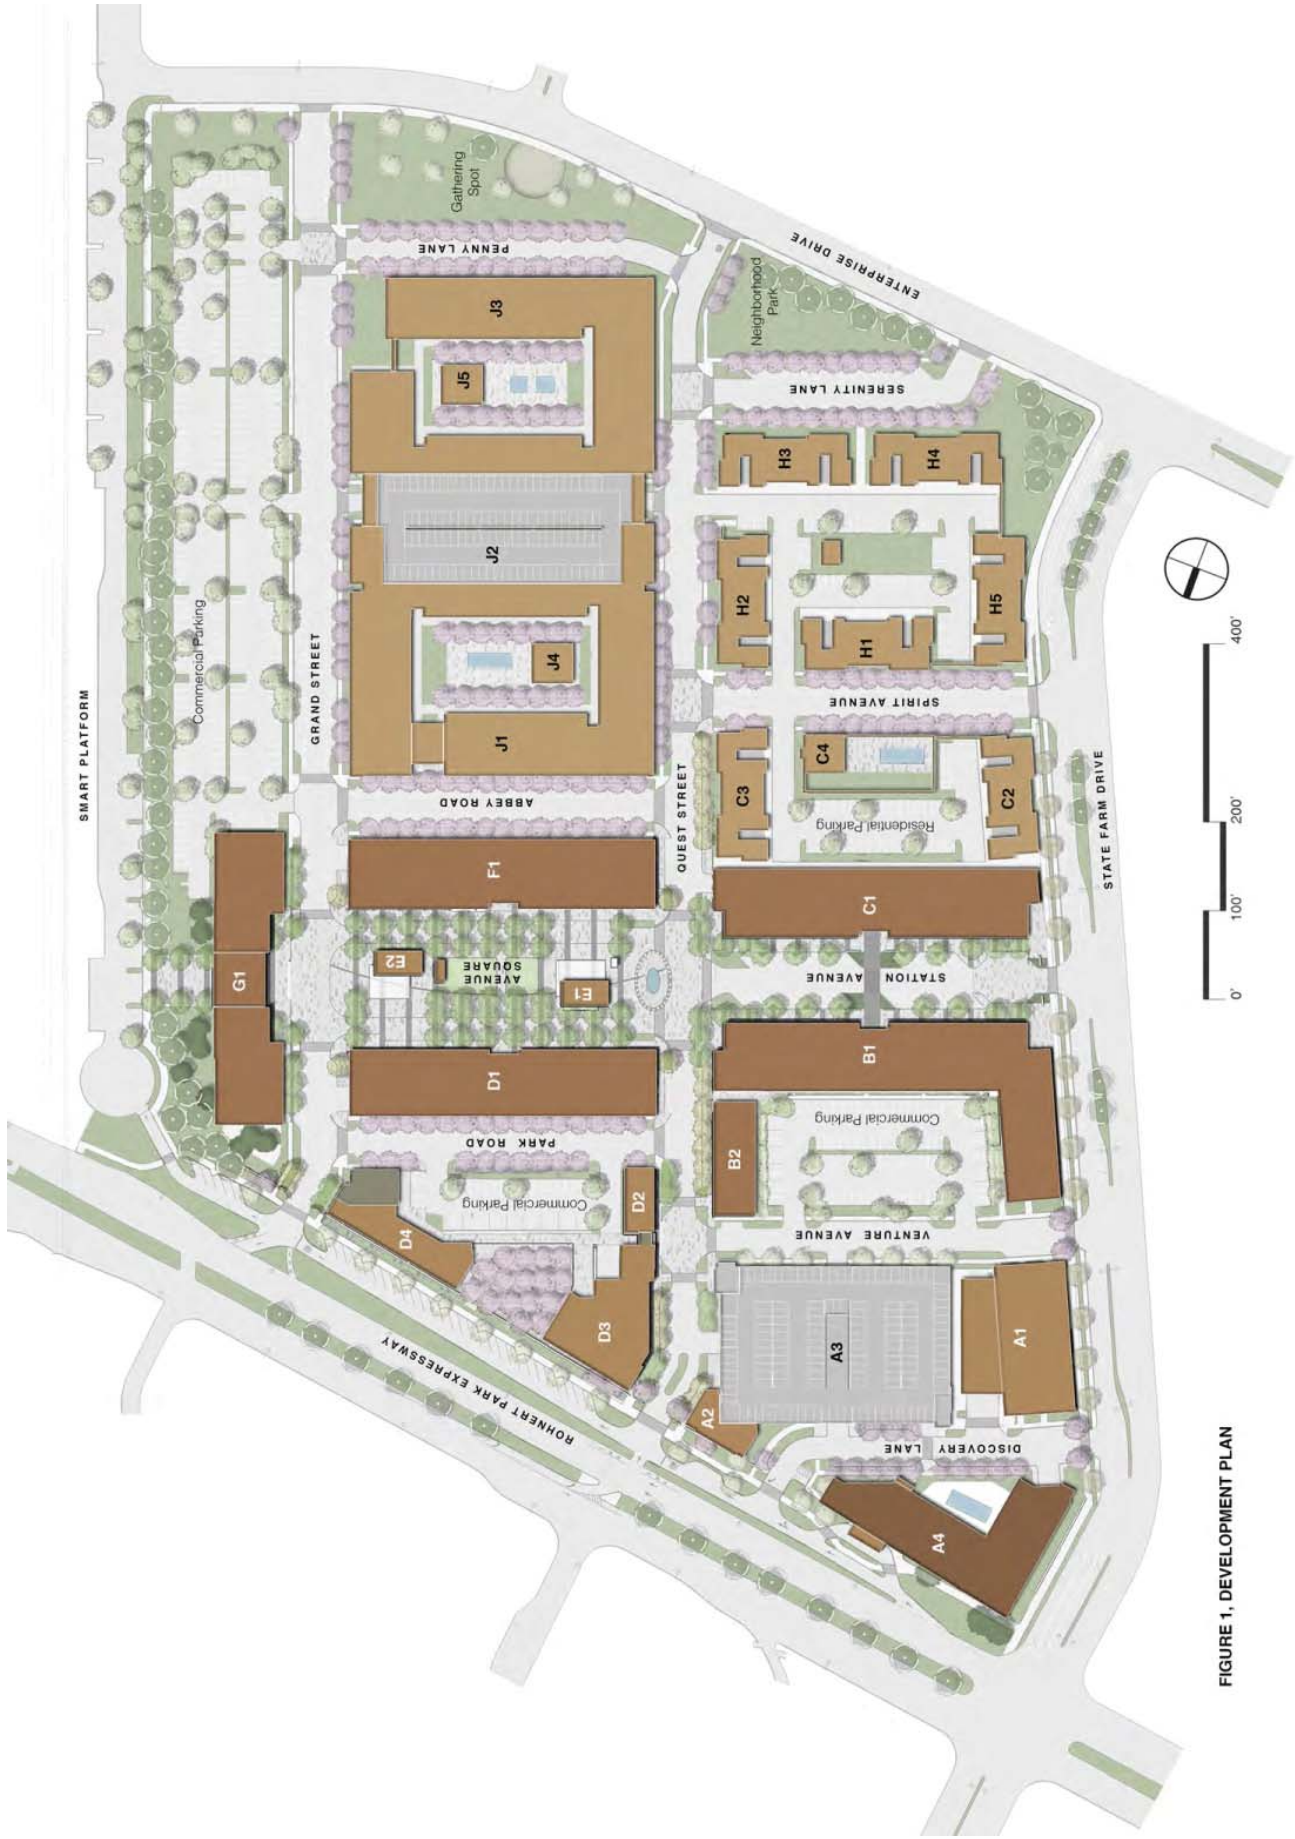 SMART PLATFORM
Commercial Parking
GRAND STREET
Gathering
Spot
PENNY LANE
ENTERPRISE DRIVE
Neighborhood
Park
SERENITY LANE
J3
J5
J2
J4
J1
ABBEY ROAD
H3
H4
H2
H1
H5
SPIRIT AVENUE
C3
C4
C2
Residential Parking
QUEST STREET
STATE FARM DRIVE
F1
C1
G1
E2
AVENUE
SQUARE
E1
STATION AVENUE
D1
B1
PARK ROAD
B2
Commercial Parking
Commercial Parking
D2
D4
D3
VENTURE AVENUE
ROHNERT PARK EXPRESSWAY
A3
A1
A2
DISCOVERY LANE
A4
0'
100'
200'
400'
FIGURE 1, DEVELOPMENT PLAN